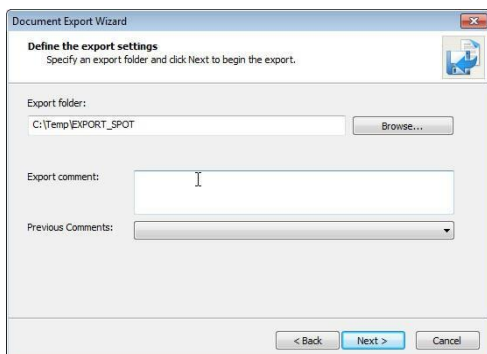 Document Export Wizard
Define the export settings
Specify an export folder and click Next to begin the export.
Export folder:
C:\Temp\EXPORT_SPOT
Browse...
Export comment:
Previous Comments:
< Back
Next >
Cancel